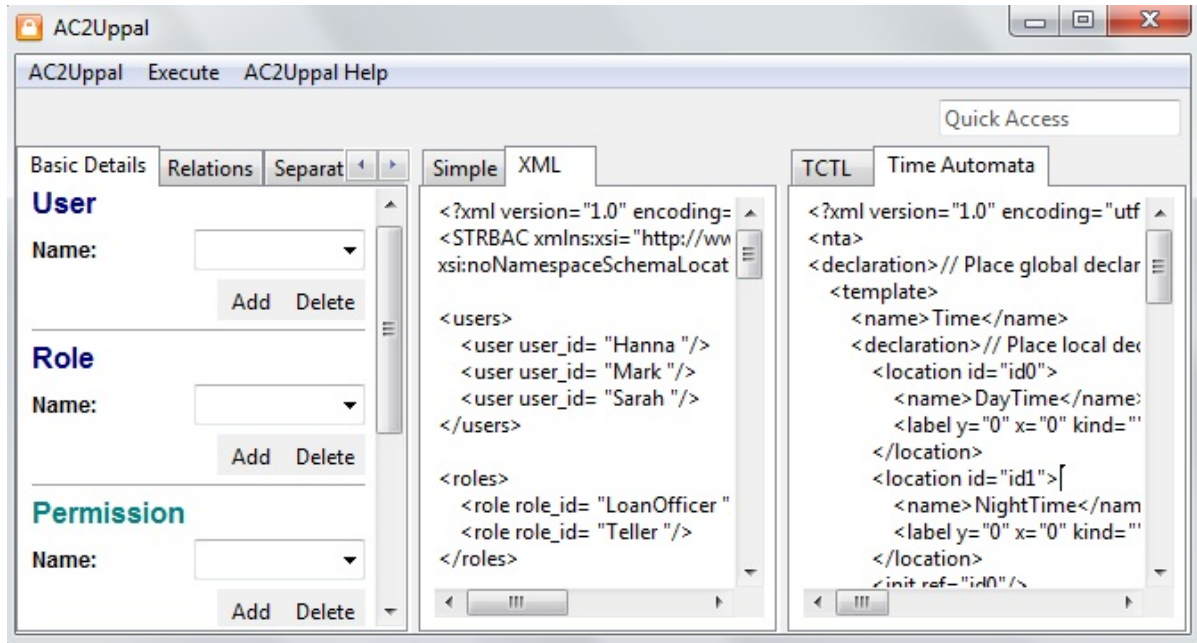 AC2Uppal
AC2Uppal Execute AC2Uppal Help
Quick Access
Basic Details Relations Separat
User
Name:
Add Delete
Role
Name:
Add Delete
Permission
Name:
Add Delete
Simple XML
<?xml version="1.0" encoding=
<STRBAC xmlns:xsi="http://ww
xsi:noNamespaceSchemaLocat
<users>
<user user_id= "Hanna "/>
<user user_id= "Mark "/>
<user user_id= "Sarah "/>
</users>
<roles>
<role role_id= "LoanOfficer "
<role role_id= "Teller "/>
</roles>
TCTL Time Automata
<?xml version="1.0" encoding="utf
<nta>
<declaration>// Place global declar
<template>
<name>Time</name>
<declaration>// Place local dec
<location id="id0">
<name>DayTime</name>
<label y="0" x="0" kind="
</location>
<location id="id1">
<name>NightTime</nam
<label y="0" x="0" kind="
</location>
<init ref="id0"/>